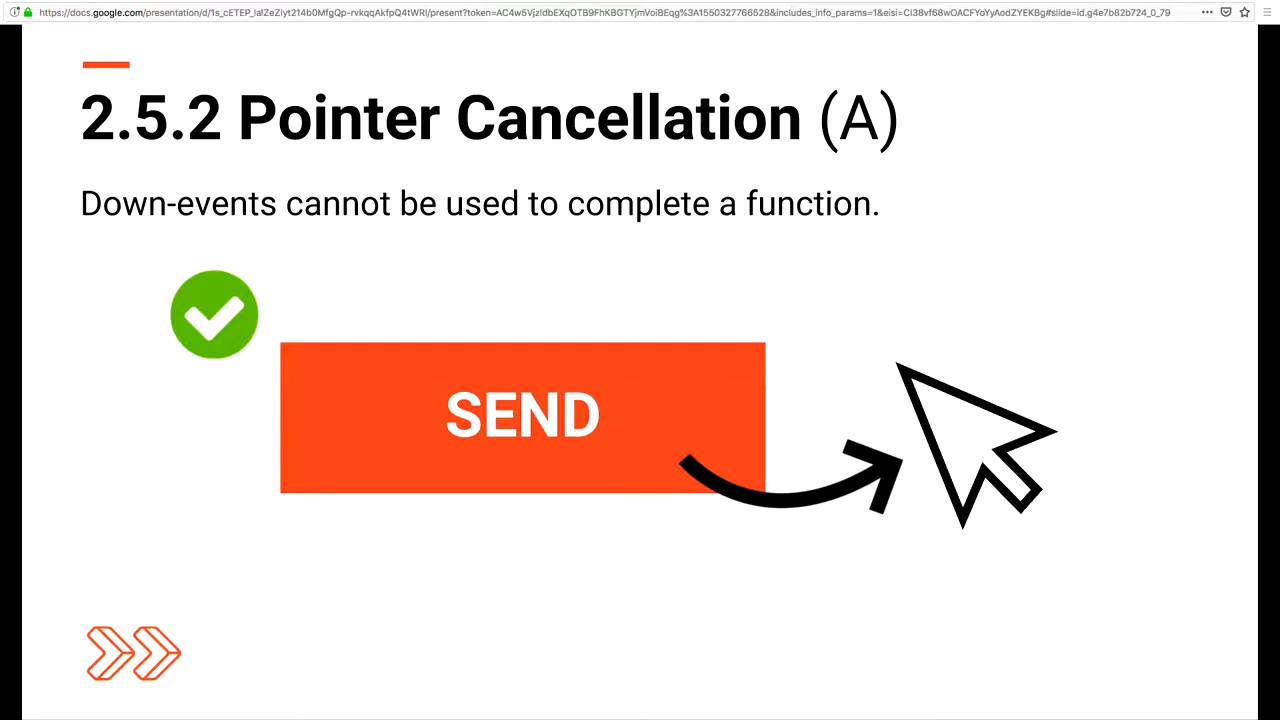 2.5.2 Pointer Cancellation (A)
Down-events cannot be used to complete a function.
SEND